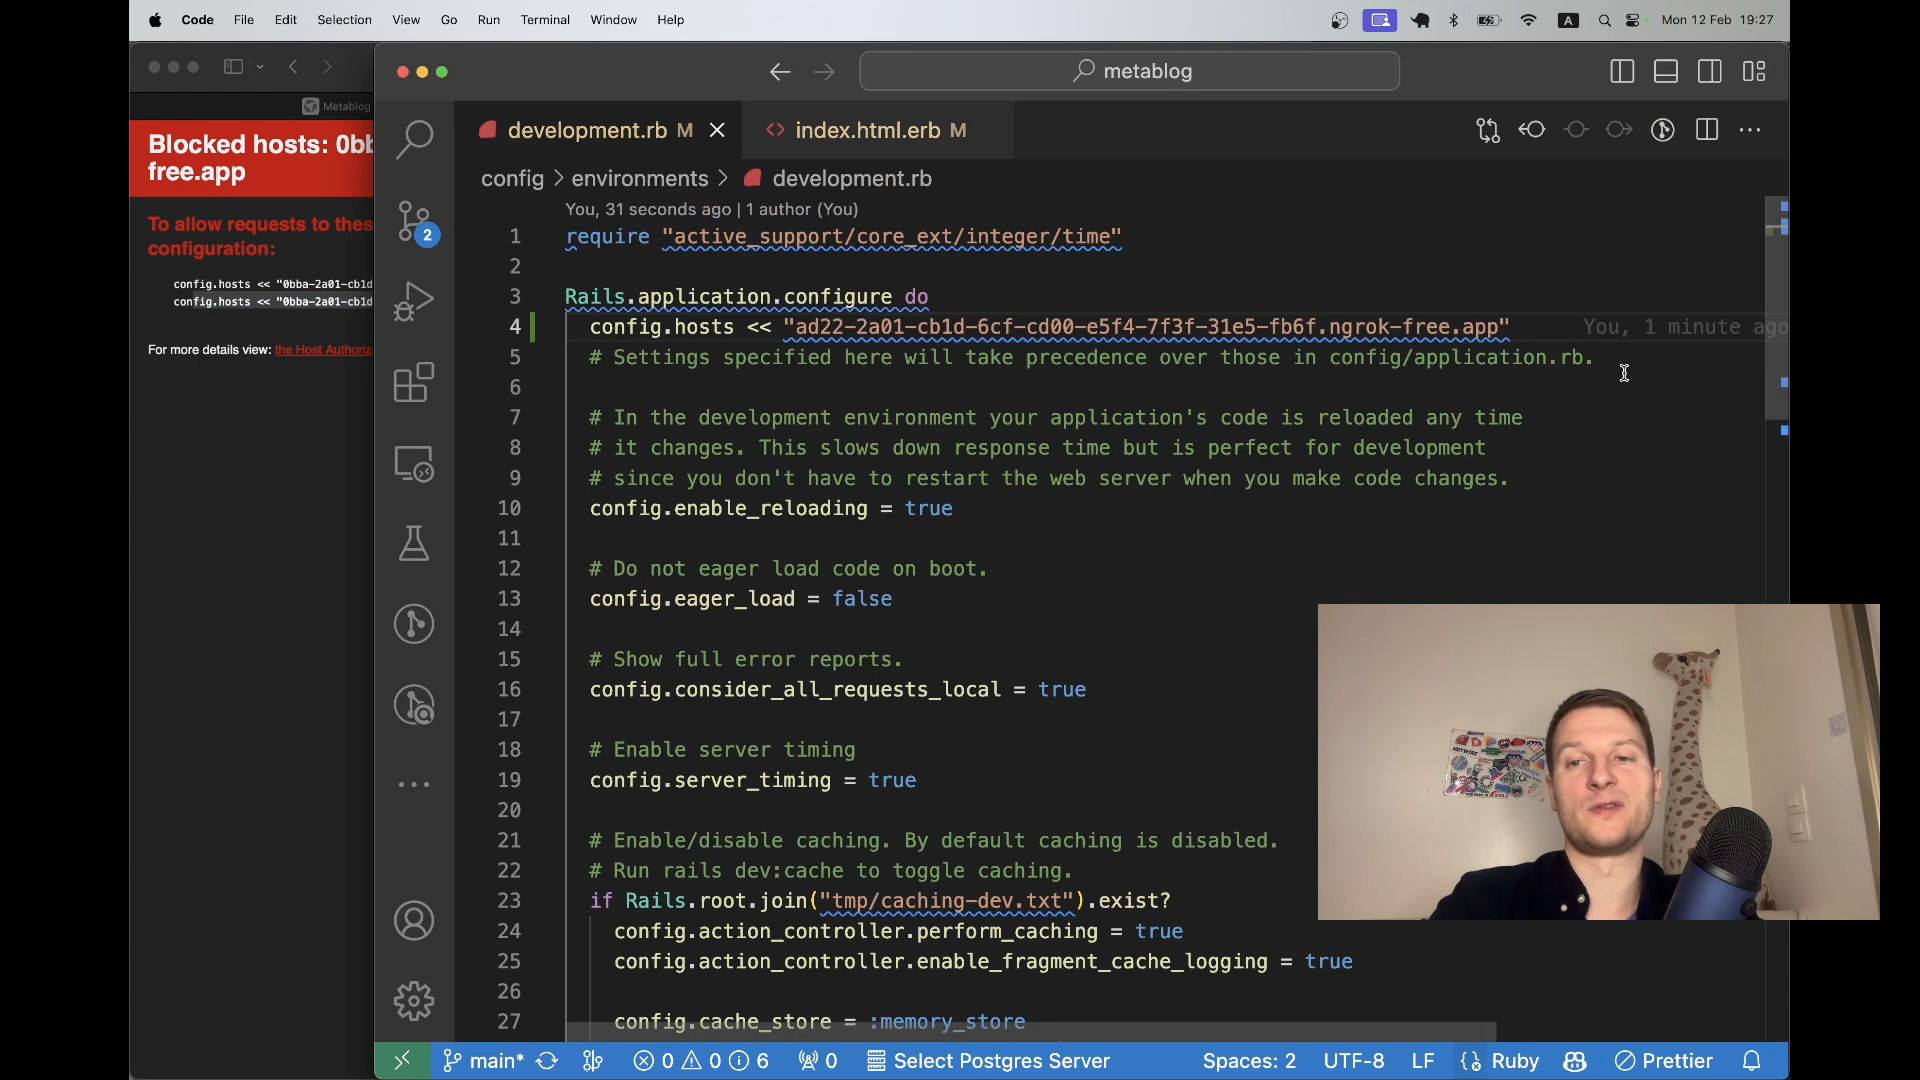 Code File Edit Selection View Go Run Terminal Window Help
A Mon 12 Feb 19:27
Metablog
Blocked hosts: 0bb
free.app
To allow requests to thes
configuration:
config.hosts << "0bba-2a01-cb1d
config.hosts << "0bba-2a01-cb1d
For more details view: the Host Authoriz
metablog
development.rb M
index.html.erb M
config > environments > development.rb
2
You, 31 seconds ago | 1 author (You)
1 require "active_support/core_ext/integer/time"
2
3 Rails.application.configure do
4 config.hosts << "ad22-2a01-cb1d-6cf-cd00-e5f4-7f3f-31e5-fb6f.ngrok-free.app" You, 1 minute ago
5 # Settings specified here will take precedence over those in config/application.rb.
6
7 # In the development environment your application's code is reloaded any time
8 # it changes. This slows down response time but is perfect for development
9 # since you don't have to restart the web server when you make code changes.
10 config.enable_reloading = true
11
12 # Do not eager load code on boot.
13 config.eager_load = false
14
15 # Show full error reports.
16 config.consider_all_requests_local = true
17
18 # Enable server timing
19 config.server_timing = true
20
21 # Enable/disable caching. By default caching is disabled.
22 # Run rails dev:cache to toggle caching.
23 if Rails.root.join("tmp/caching-dev.txt").exist?
24 config.action_controller.perform_caching = true
25 config.action_controller.enable_fragment_cache_logging = true
26
27 config.cache_store = :memory_store
HOTWIRE
main* 0 0 6 0 Select Postgres Server Spaces: 2 UTF-8 LF Ruby Prettier